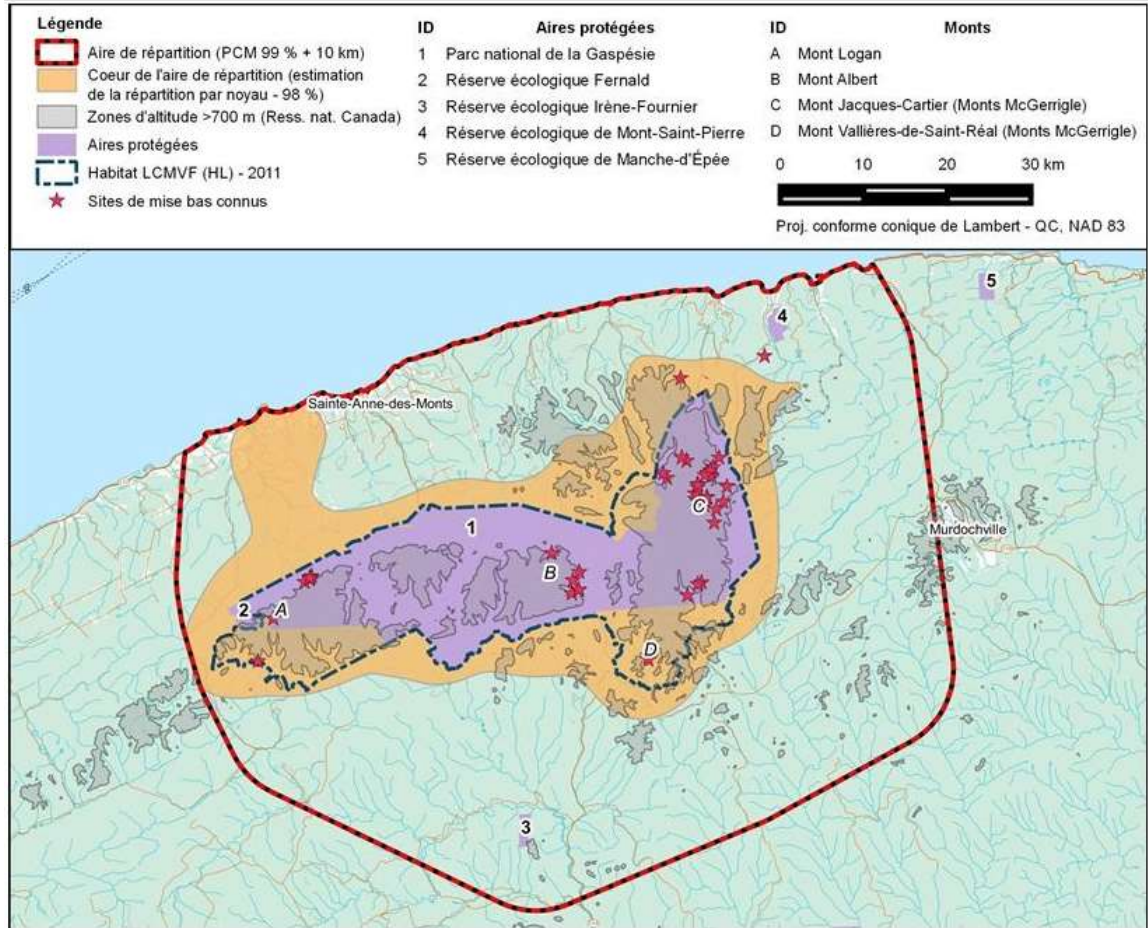 Légende
Aire de répartition (PCM 99 % + 10 km)
Coeur de l'aire de répartition (estimation
de la répartition par noyau - 98 %)
Zones d'altitude >700 m (Ress. nat. Canada)
Aires protégées
Habitat LCMVF (HL) - 2011
Sites de mise bas connus
ID Aires protégées
1 Parc national de la Gaspésie
2 Réserve écologique Fernald
3 Réserve écologique Irène-Fournier
4 Réserve écologique de Mont-Saint-Pierre
5 Réserve écologique de Manche-d'Épée
ID Monts
A Mont Logan
B Mont Albert
C Mont Jacques-Cartier (Monts McGerrigle)
D Mont Vallières-de-Saint-Réal (Monts McGerrigle)
0 10 20 30 km
Proj. conforme conique de Lambert - QC, NAD 83
5
4
Sainte-Anne-des-Monts
C
1
Murdochville
B
2 A
D
3